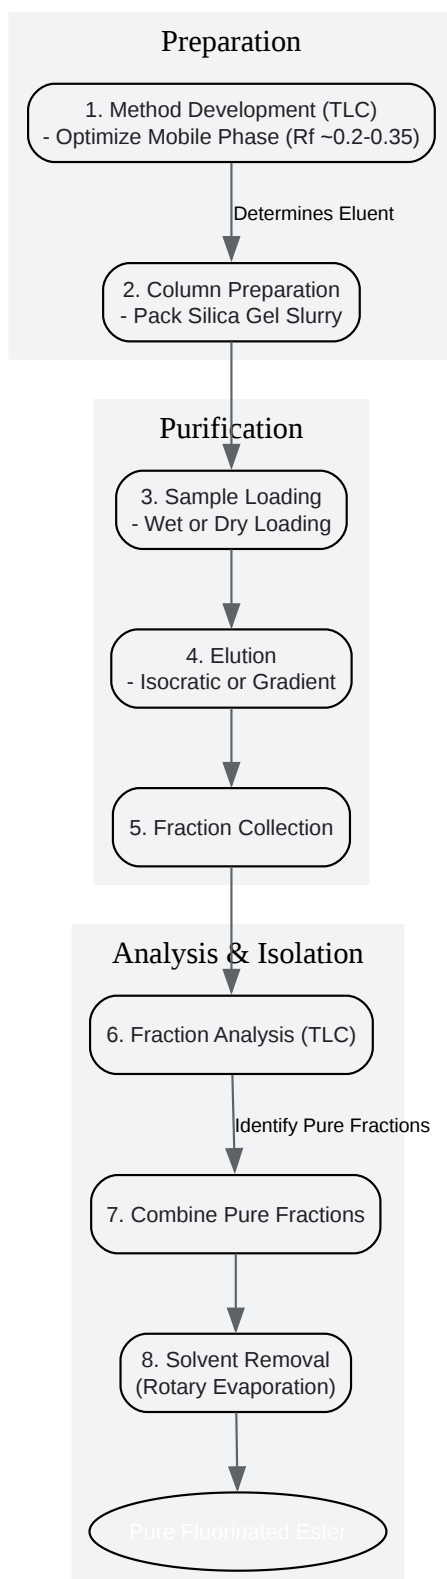 Preparation
1. Method Development (TLC)
- Optimize Mobile Phase (Rf ~0.2-0.35)
Determines Eluent
2. Column Preparation
- Pack Silica Gel Slurry
Purification
3. Sample Loading
- Wet or Dry Loading
4. Elution
- Isocratic or Gradient
5. Fraction Collection
Analysis & Isolation
6. Fraction Analysis (TLC)
Identify Pure Fractions
7. Combine Pure Fractions
8. Solvent Removal
(Rotary Evaporation)
Pure Fluorinated Ester